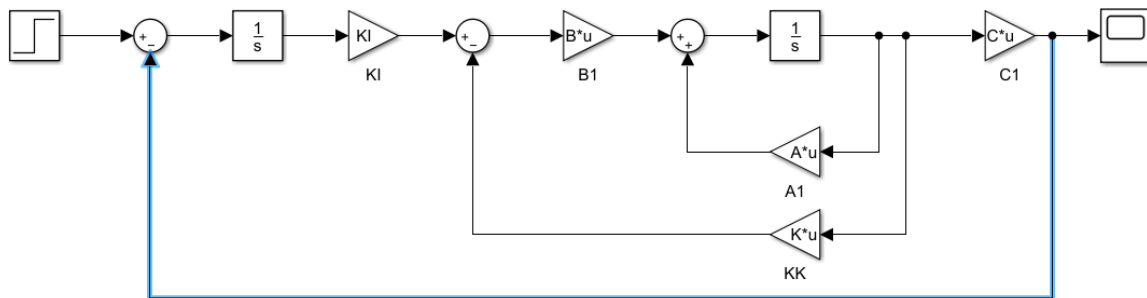 +
−
1
s
KI
KI
+
−
B*u
B1
+
+
1
s
C*u
C1
A*u
A1
K*u
KK